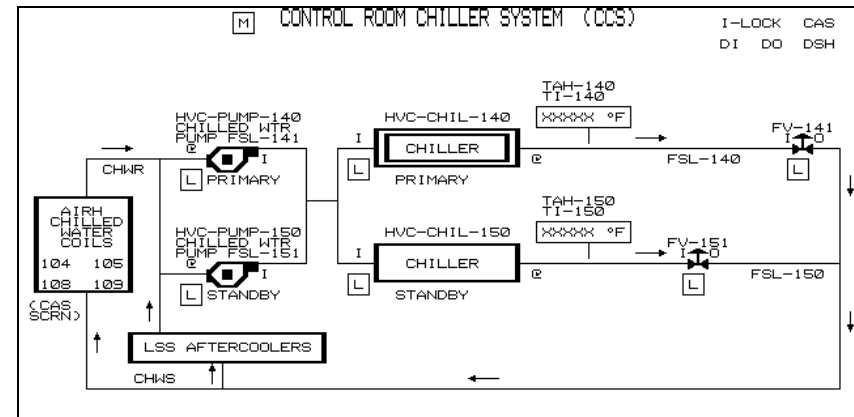 M CONTROL ROOM CHILLER SYSTEM (CCS)
I-LOCK CAS
DI DO DSH
TAH-140
TI-140
XXXXX °F
HVC-PUMP-140
CHILLED WTR
PUMP FSL-141
@ I
L PRIMARY
HVC-CHIL-140
I CHILLER @
L PRIMARY
FSL-140
FV-141
I O
L
CHWR
AIRH
CHILLED
WATER
COILS
104 105
108 109
(CAS
SCRN)
HVC-PUMP-150
CHILLED WTR
PUMP FSL-151
@ I
L STANDBY
HVC-CHIL-150
I CHILLER @
L STANDBY
TAH-150
TI-150
XXXXX °F
FV-151
I O
L
FSL-150
LSS AFTERCOOLERS
CHWS